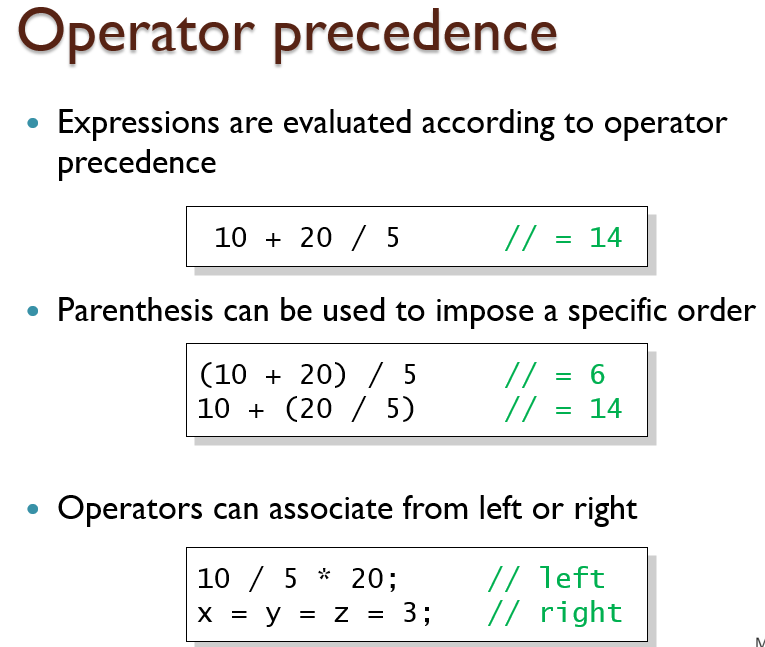 Operator precedence
• Expressions are evaluated according to operator
precedence
10 + 20 / 5 // = 14
• Parenthesis can be used to impose a specific order
(10 + 20) / 5 // = 6
10 + (20 / 5) // = 14
• Operators can associate from left or right
10 / 5 * 20; // left
x = y = z = 3; // right